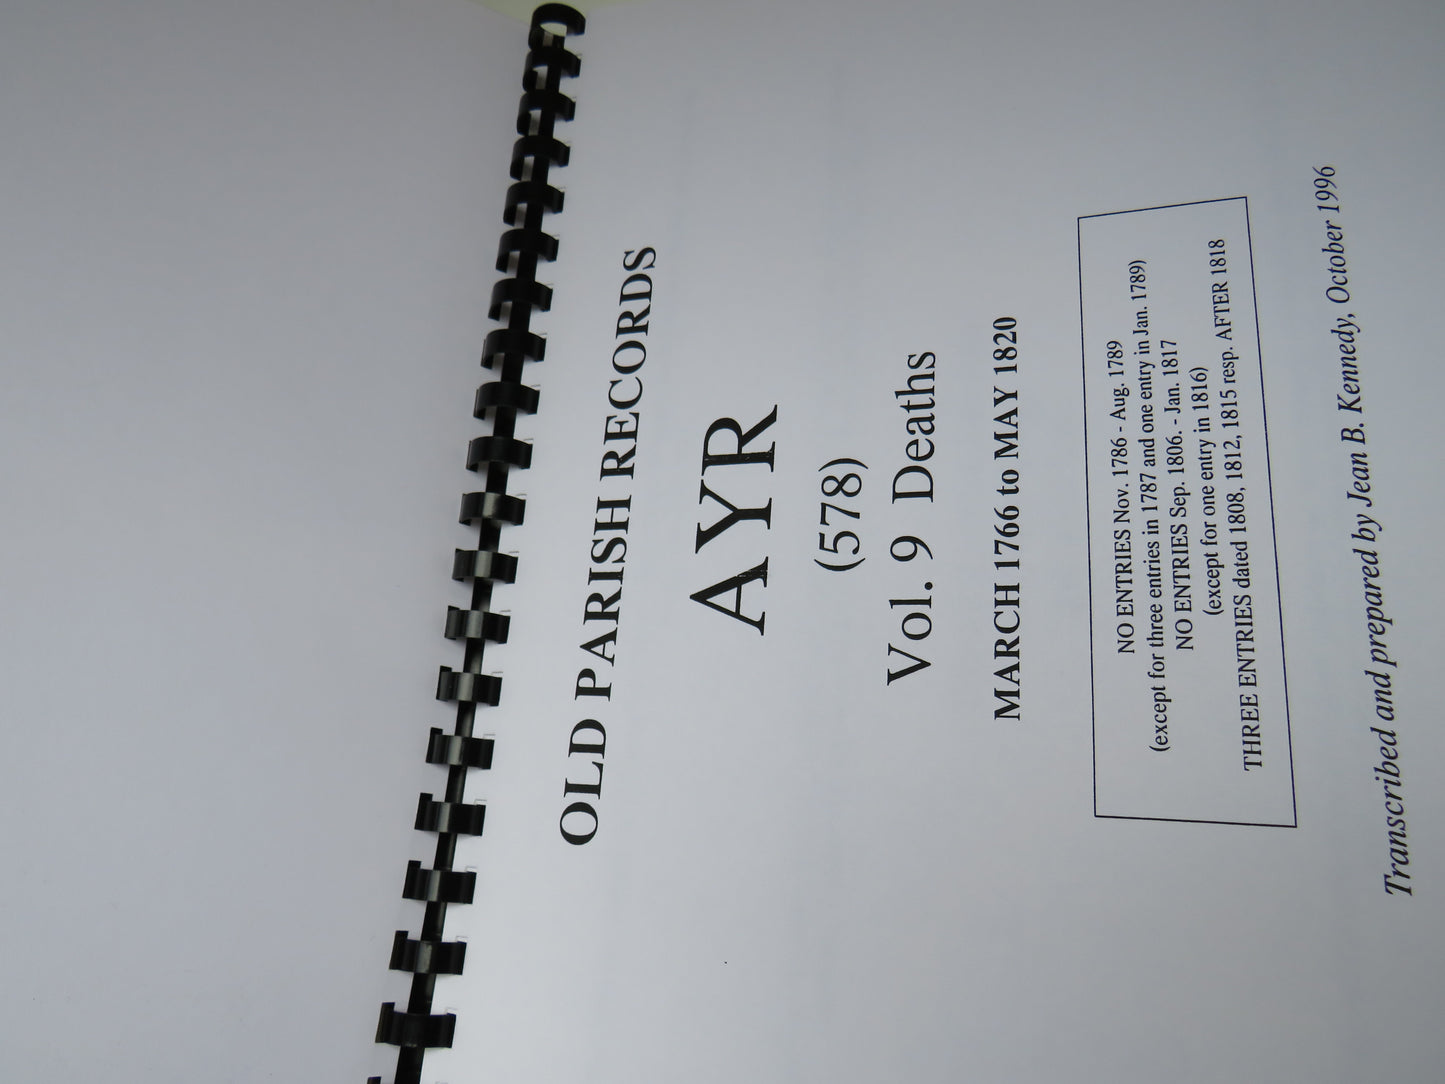 OLD PARISH RECORDS
AYR
(578)
Vol. 9 Deaths
MARCH 1766 to MAY 1820
NO ENTRIES Nov. 1786 - Aug. 1789
(except for three entries in 1787 and one entry in Jan. 1789)
NO ENTRIES Sep. 1806. - Jan. 1817
(except for one entry in 1816)
THREE ENTRIES dated 1808, 1812, 1815 resp. AFTER 1818
Transcribed and prepared by Jean B. Kennedy, October 1996